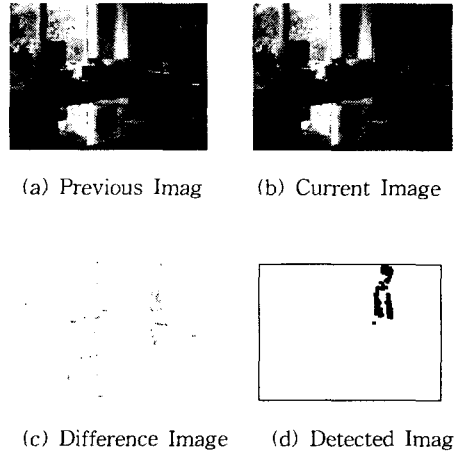 (a) Previous Imag
(b) Current Image
(c) Difference Image
(d) Detected Imag